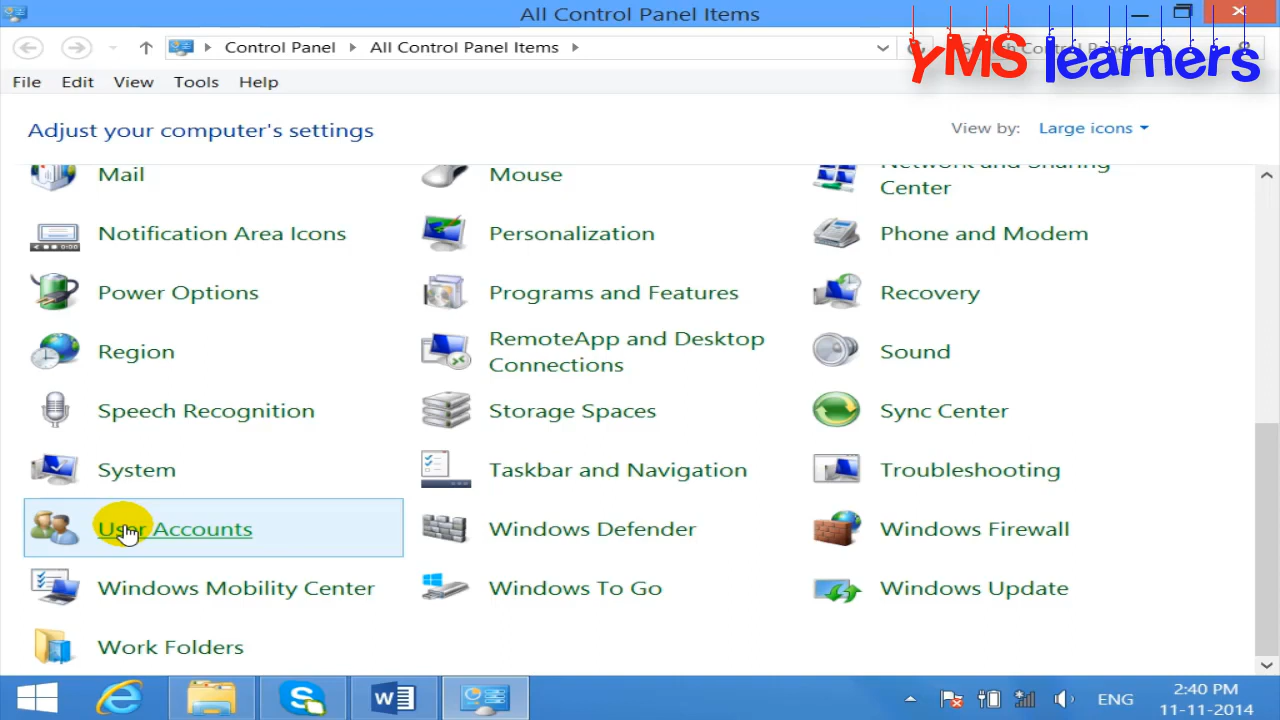 All Control Panel Items
Control Panel All Control Panel Items
YMS learners
File Edit View Tools Help
Adjust your computer's settings
View by: Large icons
Mail
Mouse
Network and Sharing
Center
Notification Area Icons
Personalization
Phone and Modem
Power Options
Programs and Features
Recovery
Region
RemoteApp and Desktop
Connections
Sound
Speech Recognition
Storage Spaces
Sync Center
System
Taskbar and Navigation
Troubleshooting
User Accounts
Windows Defender
Windows Firewall
Windows Mobility Center
Windows To Go
Windows Update
Work Folders
ENG
2:40 PM
11-11-2014